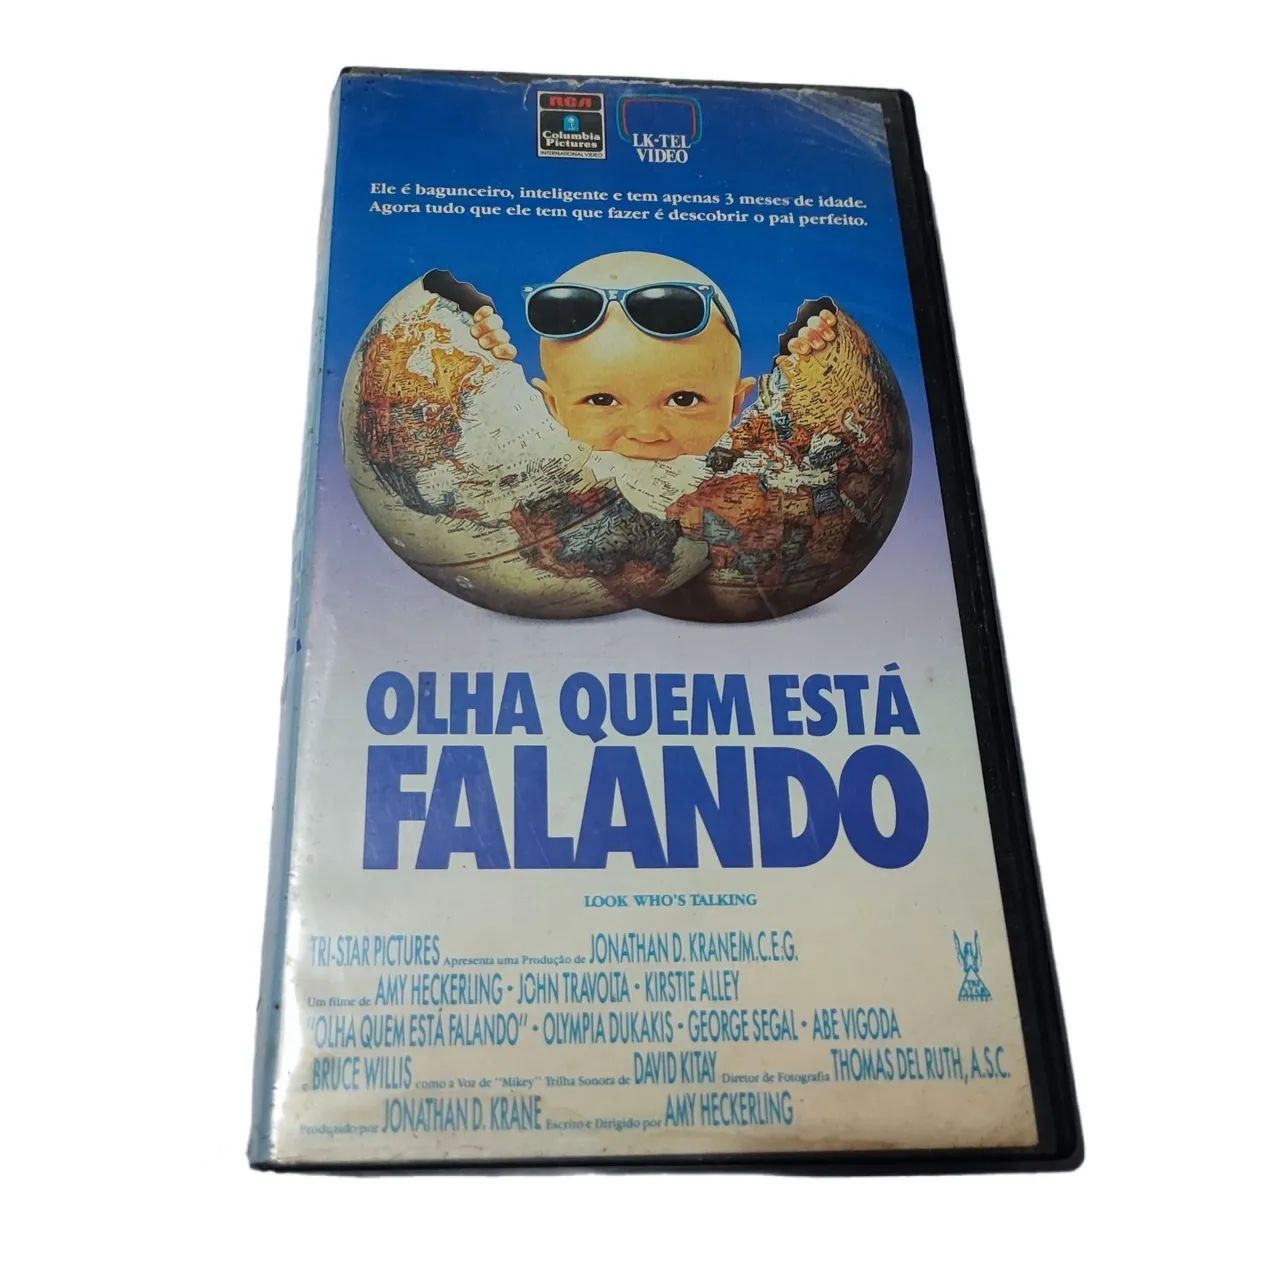 RCA
Columbia
Pictures
INTERNATIONAL VIDEO
LK-TEL
VIDEO
Ele é bagunceiro, inteligente e tem apenas 3 meses de idade.
Agora tudo que ele tem que fazer é descobrir o pai perfeito.
OLHA QUEM ESTÁ
FALANDO
LOOK WHO'S TALKING
TRI-STAR PICTURES Apresenta uma Produção de JONATHAN D. KRANE/M.C.E.G.
Um filme de AMY HECKERLING • JOHN TRAVOLTA • KIRSTIE ALLEY
"OLHA QUEM ESTÁ FALANDO" • OLYMPIA DUKAKIS • GEORGE SEGAL • ABE VIGODA
e BRUCE WILLIS como a Voz de "Mikey" Trilha Sonora de DAVID KITAY Diretor de Fotografia THOMAS DEL RUTH, A.S.C.
Produzido por JONATHAN D. KRANE Escrito e Dirigido por AMY HECKERLING
TRI
STAR